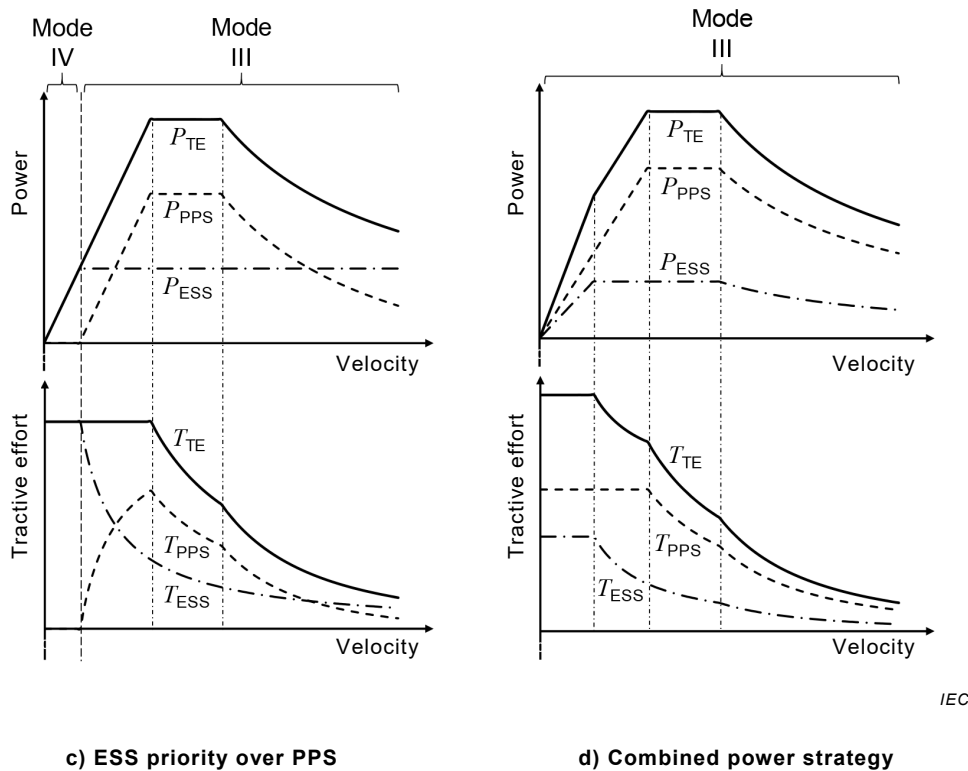 Mode
IV
Mode
III
Power
P_TE
P_PPS
P_ESS
Velocity
Tractive effort
T_TE
T_PPS
T_ESS
Velocity
Mode
III
Power
P_TE
P_PPS
P_ESS
Velocity
Tractive effort
T_TE
T_PPS
T_ESS
Velocity
IEC
c) ESS priority over PPS
d) Combined power strategy